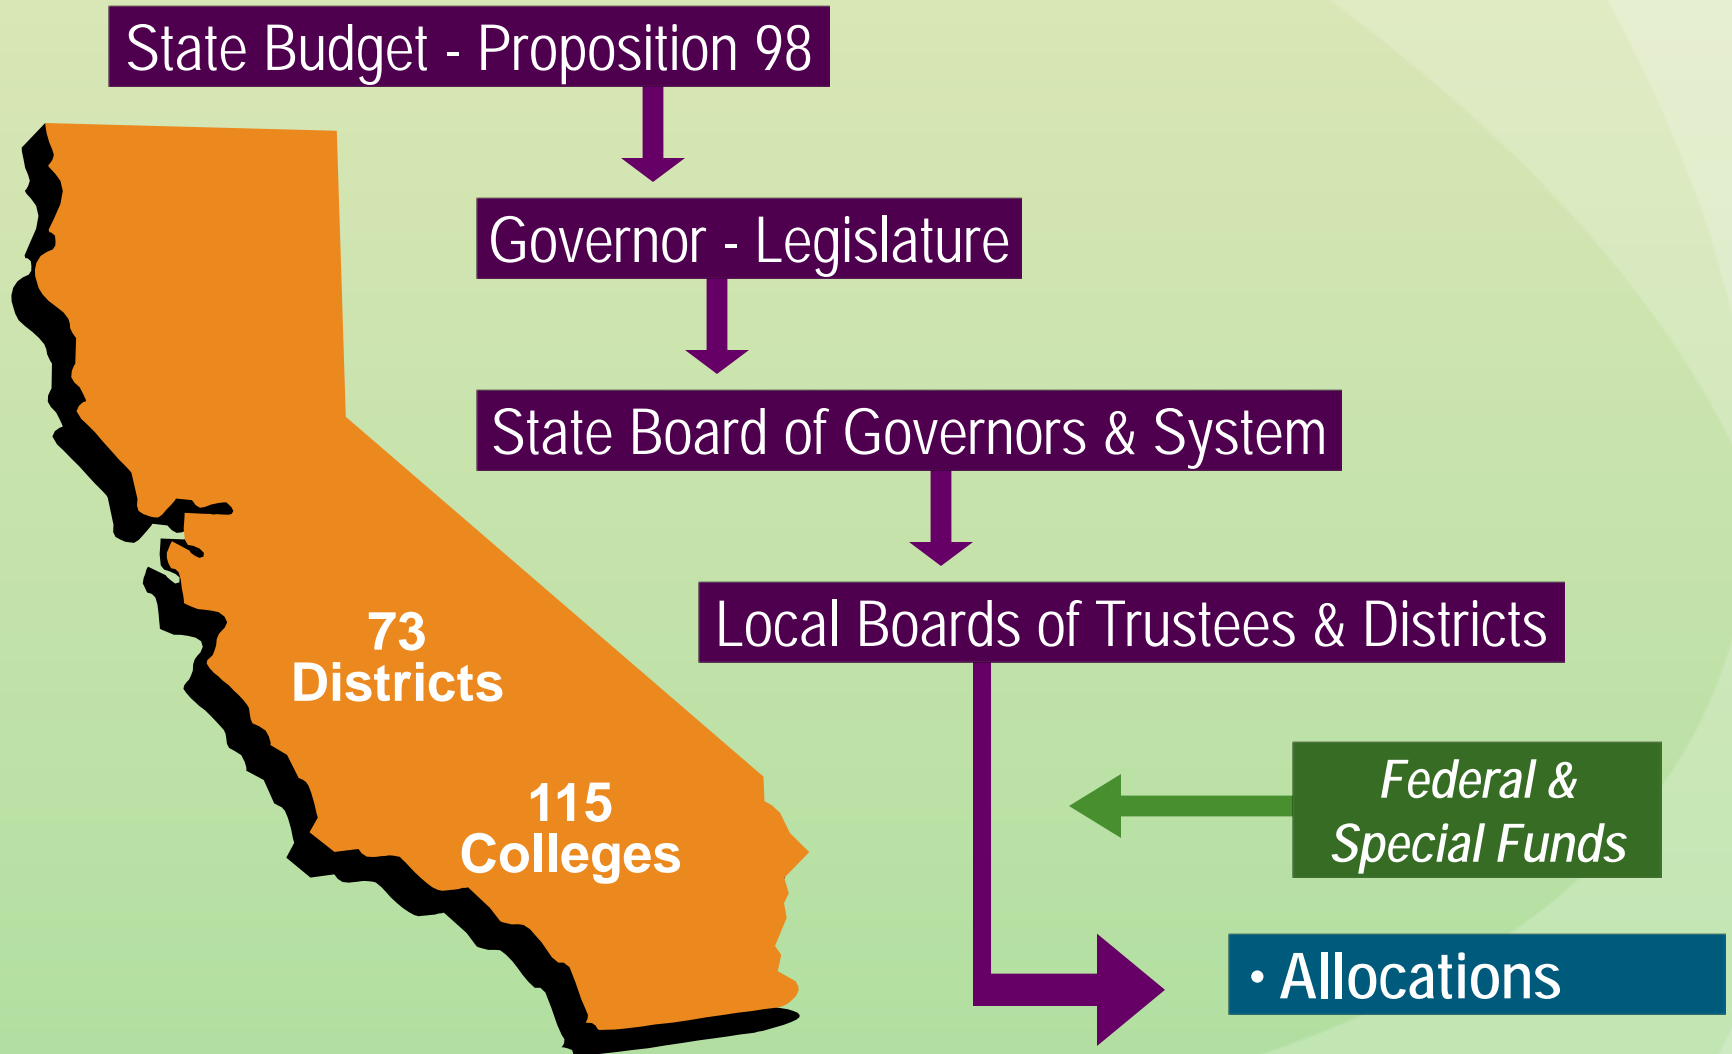 State Budget - Proposition 98
Governor - Legislature
State Board of Governors & System
Local Boards of Trustees & Districts
73
Districts
115
Colleges
Federal &
Special Funds
• Allocations